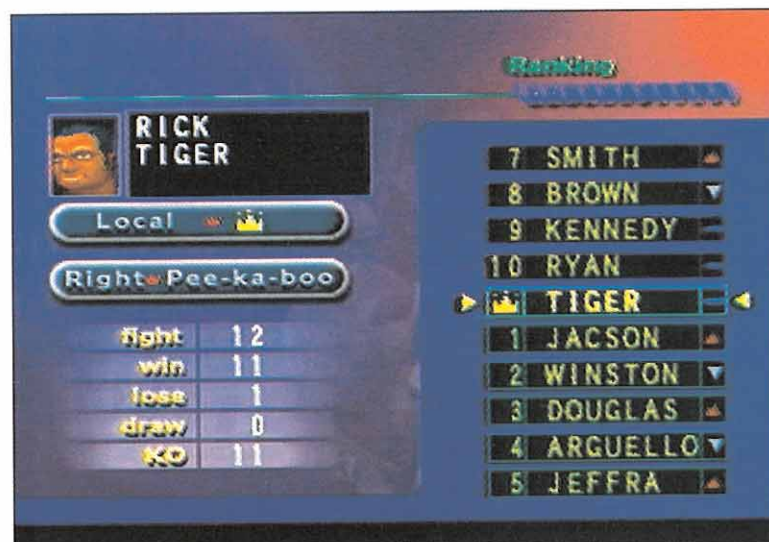 Ranking
RICK
TIGER
Local
Right Pee-ka-boo
fight 12
win 11
lose 1
draw 0
KO 11
7 SMITH
8 BROWN
9 KENNEDY
10 RYAN
TIGER
1 JACSON
2 WINSTON
3 DOUGLAS
4 ARGUELLO
5 JEFFRA